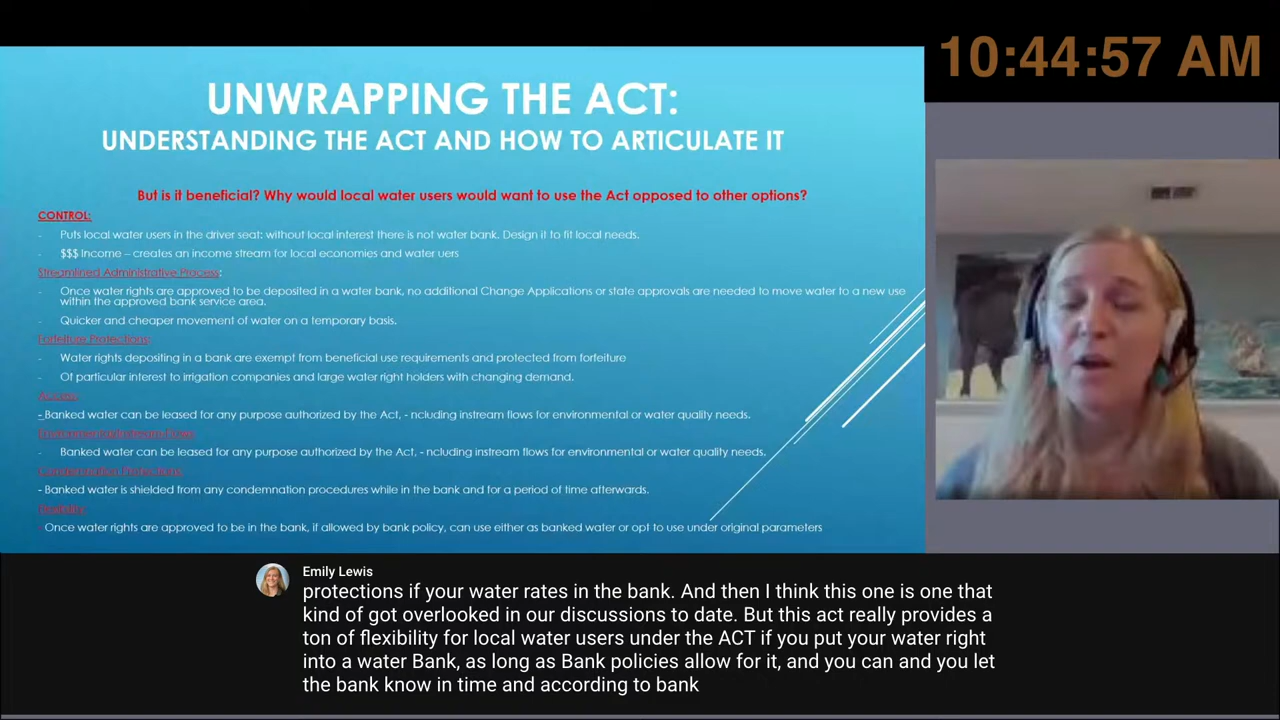 10:44:57 AM
UNWRAPPING THE ACT:
UNDERSTANDING THE ACT AND HOW TO ARTICULATE IT
But is it beneficial? Why would local water users would want to use the Act opposed to other options?
CONTROL:
- Puts local water users in the driver seat: without local interest there is not water bank. Design it to fit local needs.
- $$$ Income – creates an income stream for local economies and water uers
Streamlined Administrative Process:
- Once water rights are approved to be deposited in a water bank, no additional Change Applications or state approvals are needed to move water to a new use
within the approved bank service area.
- Quicker and cheaper movement of water on a temporary basis.
Forfeiture Protections:
- Water rights depositing in a bank are exempt from beneficial use requirements and protected from forfeiture
- Of particular interest to irrigation companies and large water right holders with changing demand.
Access:
- Banked water can be leased for any purpose authorized by the Act, - ncluding instream flows for environmental or water quality needs.
- Banked water can be leased for any purpose authorized by the Act, - ncluding instream flows for environmental or water quality needs.
Condemnation Protections
- Banked water is shielded from any condemnation procedures while in the bank and for a period of time afterwards.
Flexibility
- Once water rights are approved to be in the bank, if allowed by bank policy, can use either as banked water or opt to use under original parameters
Emily Lewis
protections if your water rates in the bank. And then I think this one is one that
kind of got overlooked in our discussions to date. But this act really provides a
ton of flexibility for local water users under the ACT if you put your water right
into a water Bank, as long as Bank policies allow for it, and you can and you let
the bank know in time and according to bank